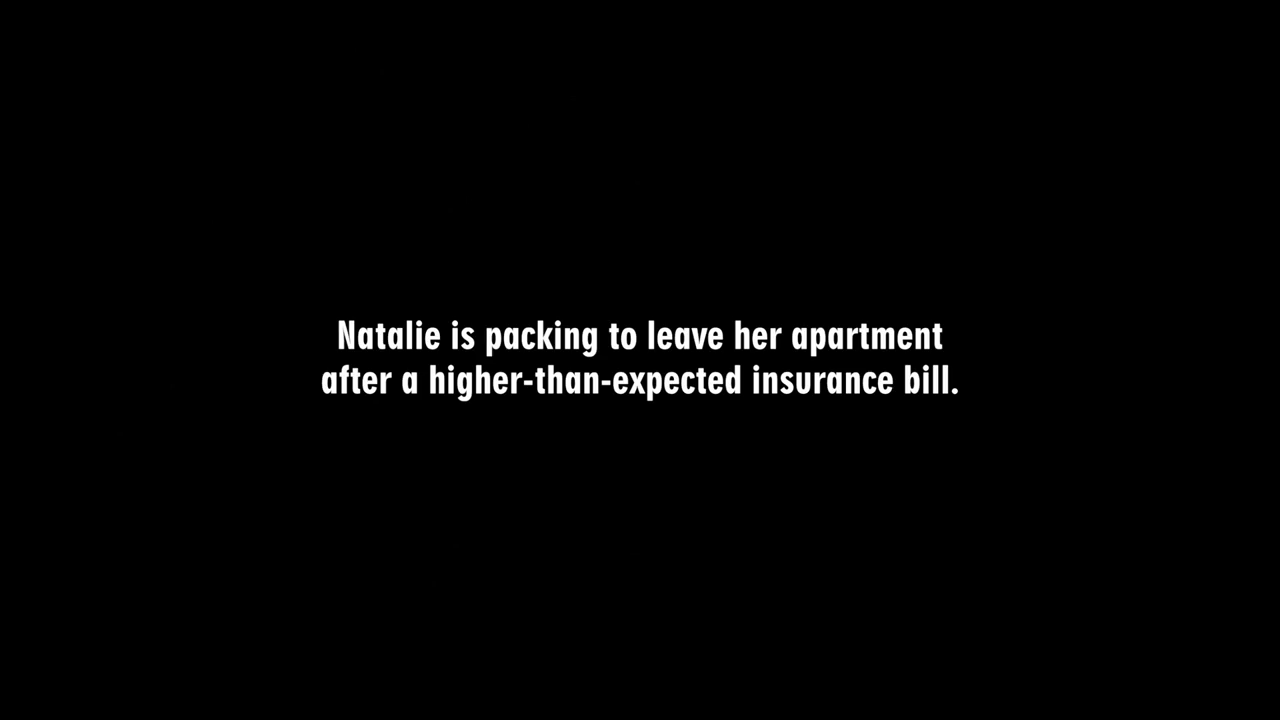 Natalie is packing to leave her apartment
after a higher-than-expected insurance bill.